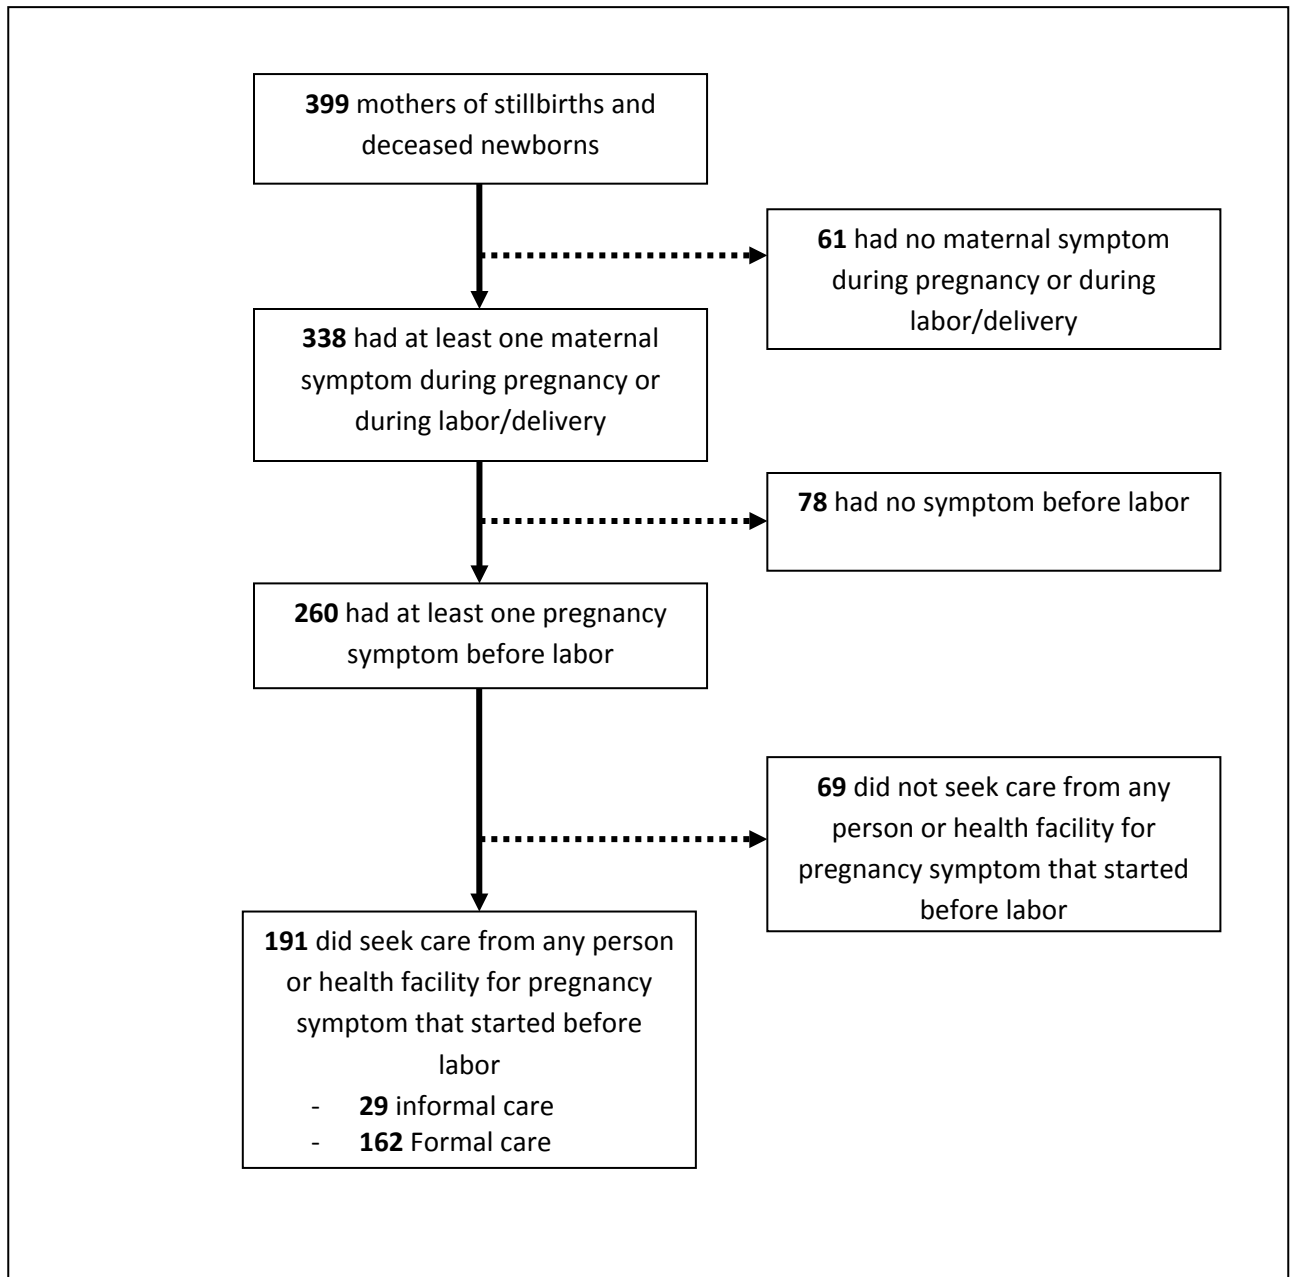 399 mothers of stillbirths and
deceased newborns
61 had no maternal symptom
during pregnancy or during
labor/delivery
338 had at least one maternal
symptom during pregnancy or
during labor/delivery
78 had no symptom before labor
260 had at least one pregnancy
symptom before labor
69 did not seek care from any
person or health facility for
pregnancy symptom that started
before labor
191 did seek care from any person
or health facility for pregnancy
symptom that started before
labor
- 29 informal care
- 162 Formal care